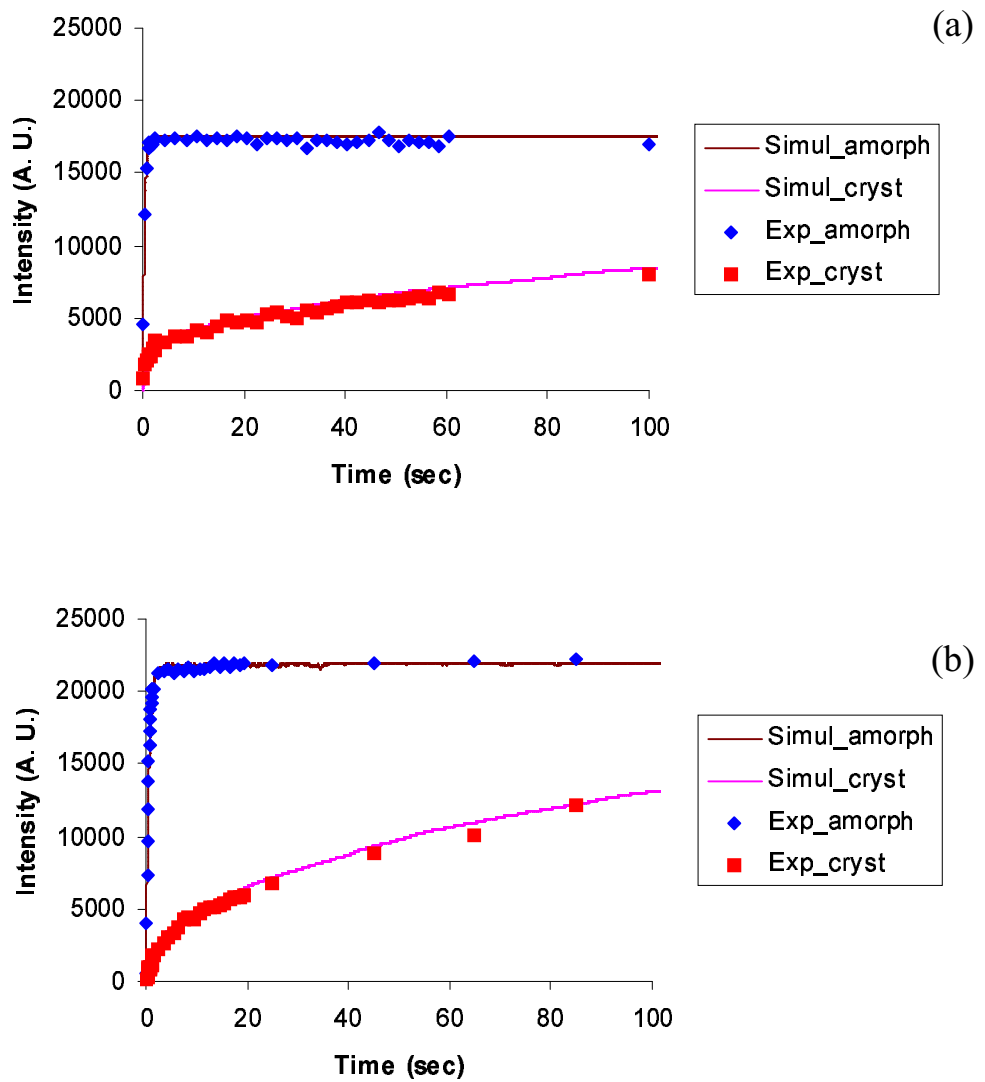 (a)
25000
20000
15000
10000
5000
0
Intensity (A. U.)
0 20 40 60 80 100
Time (sec)
Simul_amorph
Simul_cryst
Exp_amorph
Exp_cryst
(b)
25000
20000
15000
10000
5000
0
Intensity (A. U.)
0 20 40 60 80 100
Time (sec)
Simul_amorph
Simul_cryst
Exp_amorph
Exp_cryst